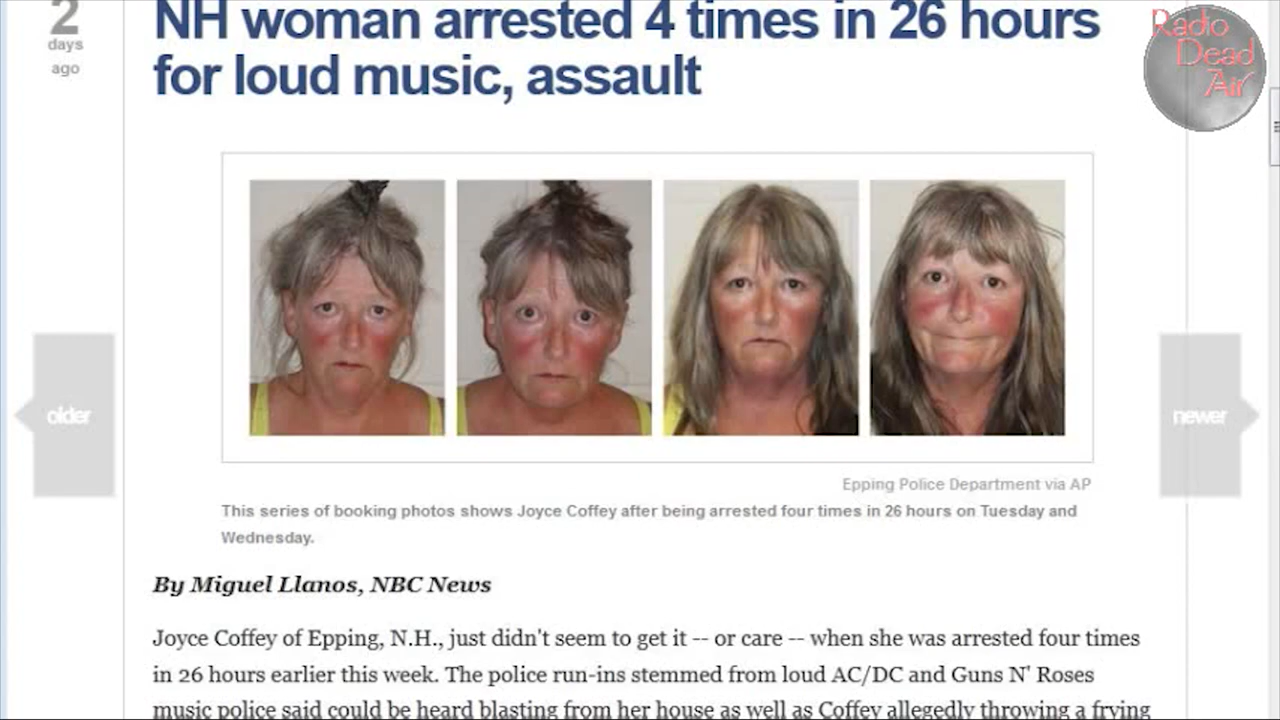 2
days
ago
NH woman arrested 4 times in 26 hours
for loud music, assault
Radio
Dead
Air
older
newer
Epping Police Department via AP
This series of booking photos shows Joyce Coffey after being arrested four times in 26 hours on Tuesday and
Wednesday.
By Miguel Llanos, NBC News
Joyce Coffey of Epping, N.H., just didn't seem to get it -- or care -- when she was arrested four times
in 26 hours earlier this week. The police run-ins stemmed from loud AC/DC and Guns N' Roses
music police said could be heard blasting from her house as well as Coffey allegedly throwing a frying